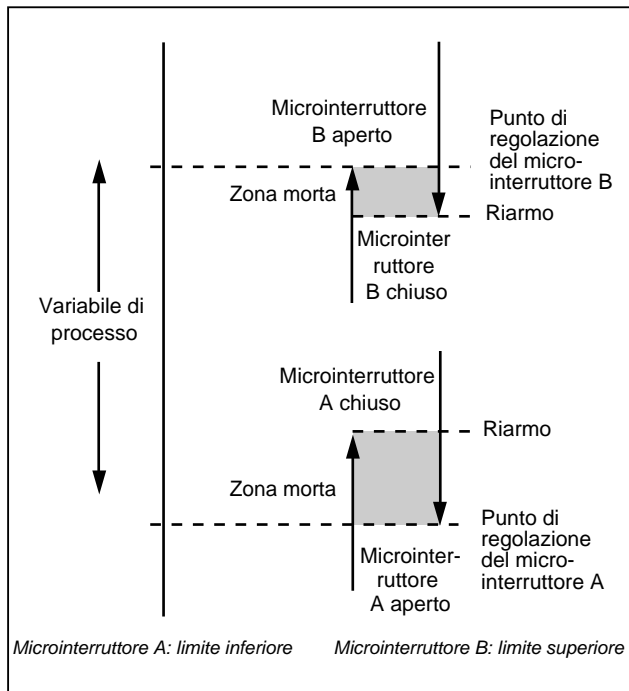 Microinterruttore
B aperto
Punto di
regolazione
del micro-
interruttore B
Zona morta
Riarmo
Microinter
ruttore
B chiuso
Variabile di
processo
Microinterruttore
A chiuso
Riarmo
Zona morta
Punto di
regolazione
del micro-
interruttore A
Microinter-
ruttore
A aperto
Microinterruttore A: limite inferiore
Microinterruttore B: limite superiore